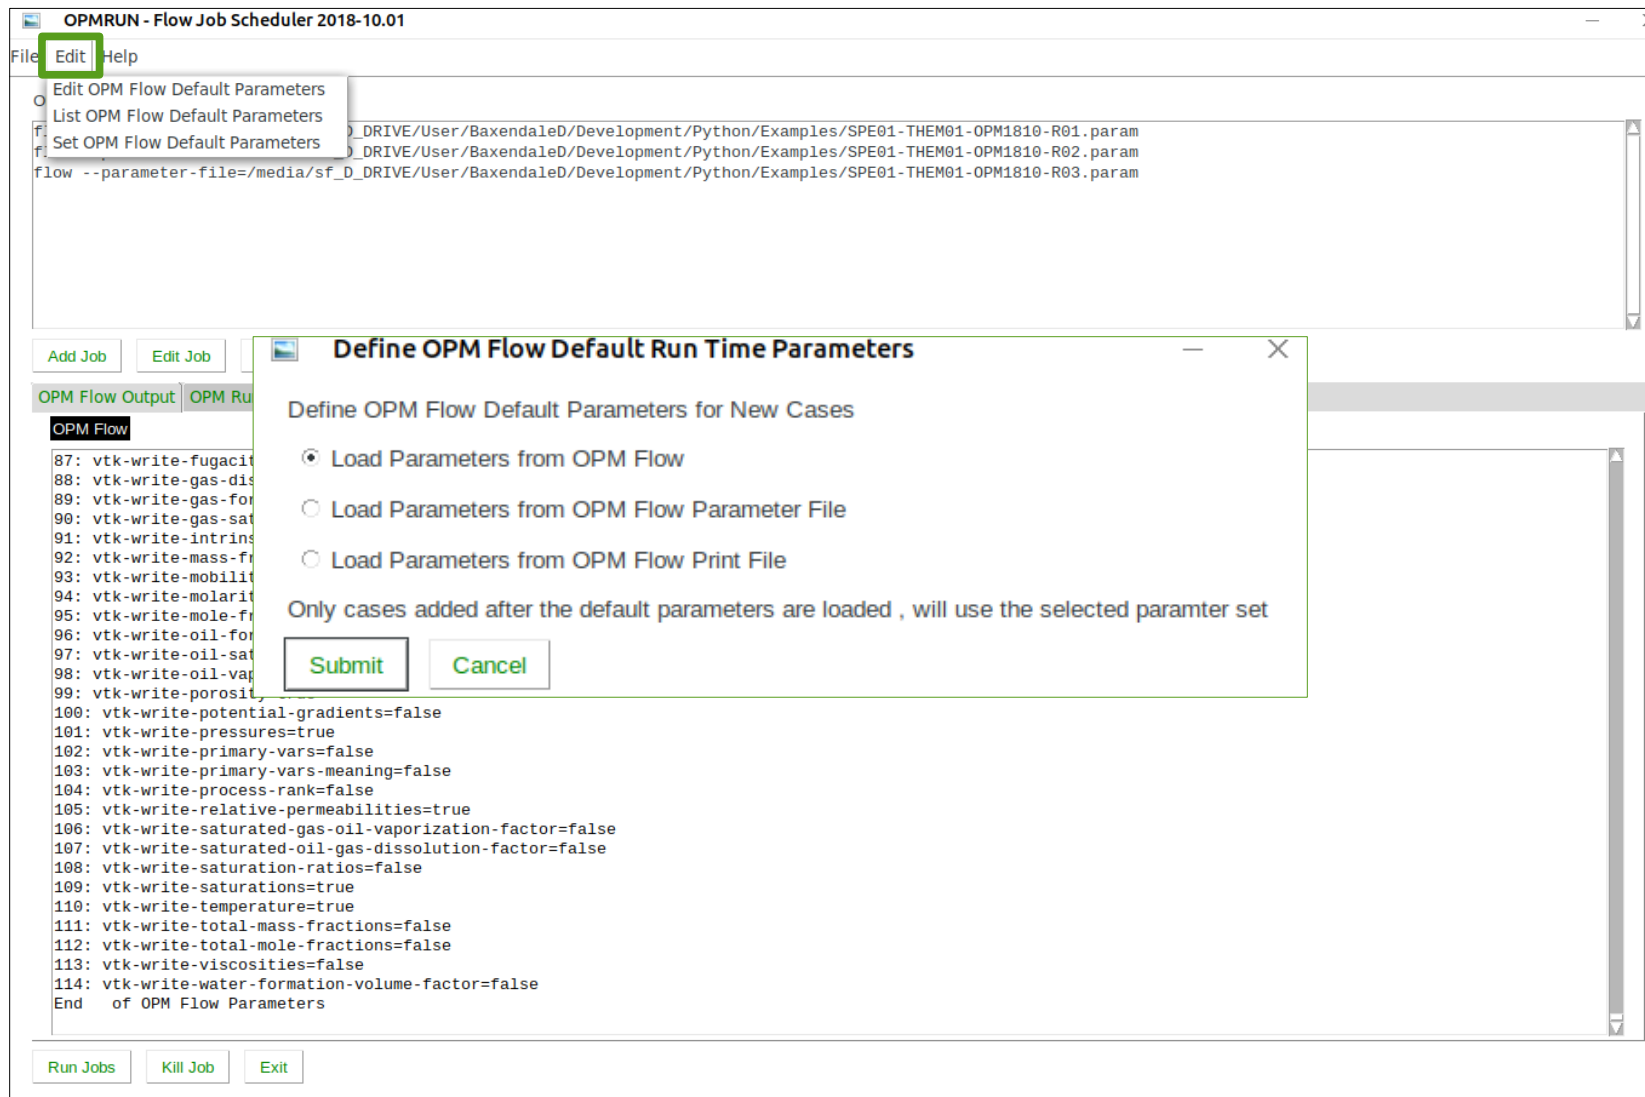 OPMRUN - Flow Job Scheduler 2018-10.01
File Edit Help
Edit OPM Flow Default Parameters
List OPM Flow Default Parameters
Set OPM Flow Default Parameters
_DRIVE/User/BaxendaleD/Development/Python/Examples/SPE01-THEM01-OPM1810-R01.param
_DRIVE/User/BaxendaleD/Development/Python/Examples/SPE01-THEM01-OPM1810-R02.param
flow --parameter-file=/media/sf_D_DRIVE/User/BaxendaleD/Development/Python/Examples/SPE01-THEM01-OPM1810-R03.param
Add Job Edit Job
Define OPM Flow Default Run Time Parameters
Define OPM Flow Default Parameters for New Cases
Load Parameters from OPM Flow
Load Parameters from OPM Flow Parameter File
Load Parameters from OPM Flow Print File
Only cases added after the default parameters are loaded , will use the selected paramter set
Submit Cancel
OPM Flow Output OPM Ru
OPM Flow
87: vtk-write-fugacit
88: vtk-write-gas-dis
89: vtk-write-gas-for
90: vtk-write-gas-sat
91: vtk-write-intrins
92: vtk-write-mass-fr
93: vtk-write-mobilit
94: vtk-write-molarit
95: vtk-write-mole-fr
96: vtk-write-oil-for
97: vtk-write-oil-sat
98: vtk-write-oil-vap
99: vtk-write-porosit
100: vtk-write-potential-gradients=false
101: vtk-write-pressures=true
102: vtk-write-primary-vars=false
103: vtk-write-primary-vars-meaning=false
104: vtk-write-process-rank=false
105: vtk-write-relative-permeabilities=true
106: vtk-write-saturated-gas-oil-vaporization-factor=false
107: vtk-write-saturated-oil-gas-dissolution-factor=false
108: vtk-write-saturation-ratios=false
109: vtk-write-saturations=true
110: vtk-write-temperature=true
111: vtk-write-total-mass-fractions=false
112: vtk-write-total-mole-fractions=false
113: vtk-write-viscosities=false
114: vtk-write-water-formation-volume-factor=false
End of OPM Flow Parameters
Run Jobs Kill Job Exit